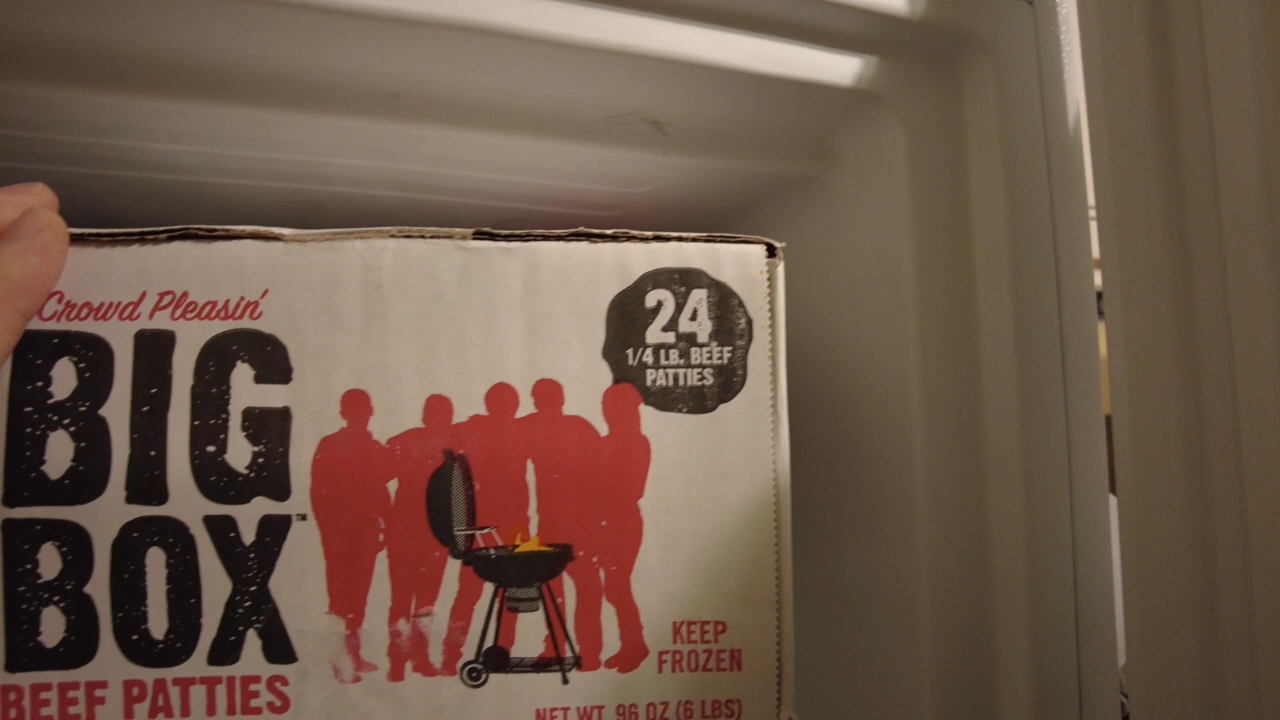 Crowd Pleasin'
BIG
BOX™
BEEF PATTIES
24
1/4 LB. BEEF
PATTIES
KEEP
FROZEN
NET WT. 96 OZ (6 LBS)